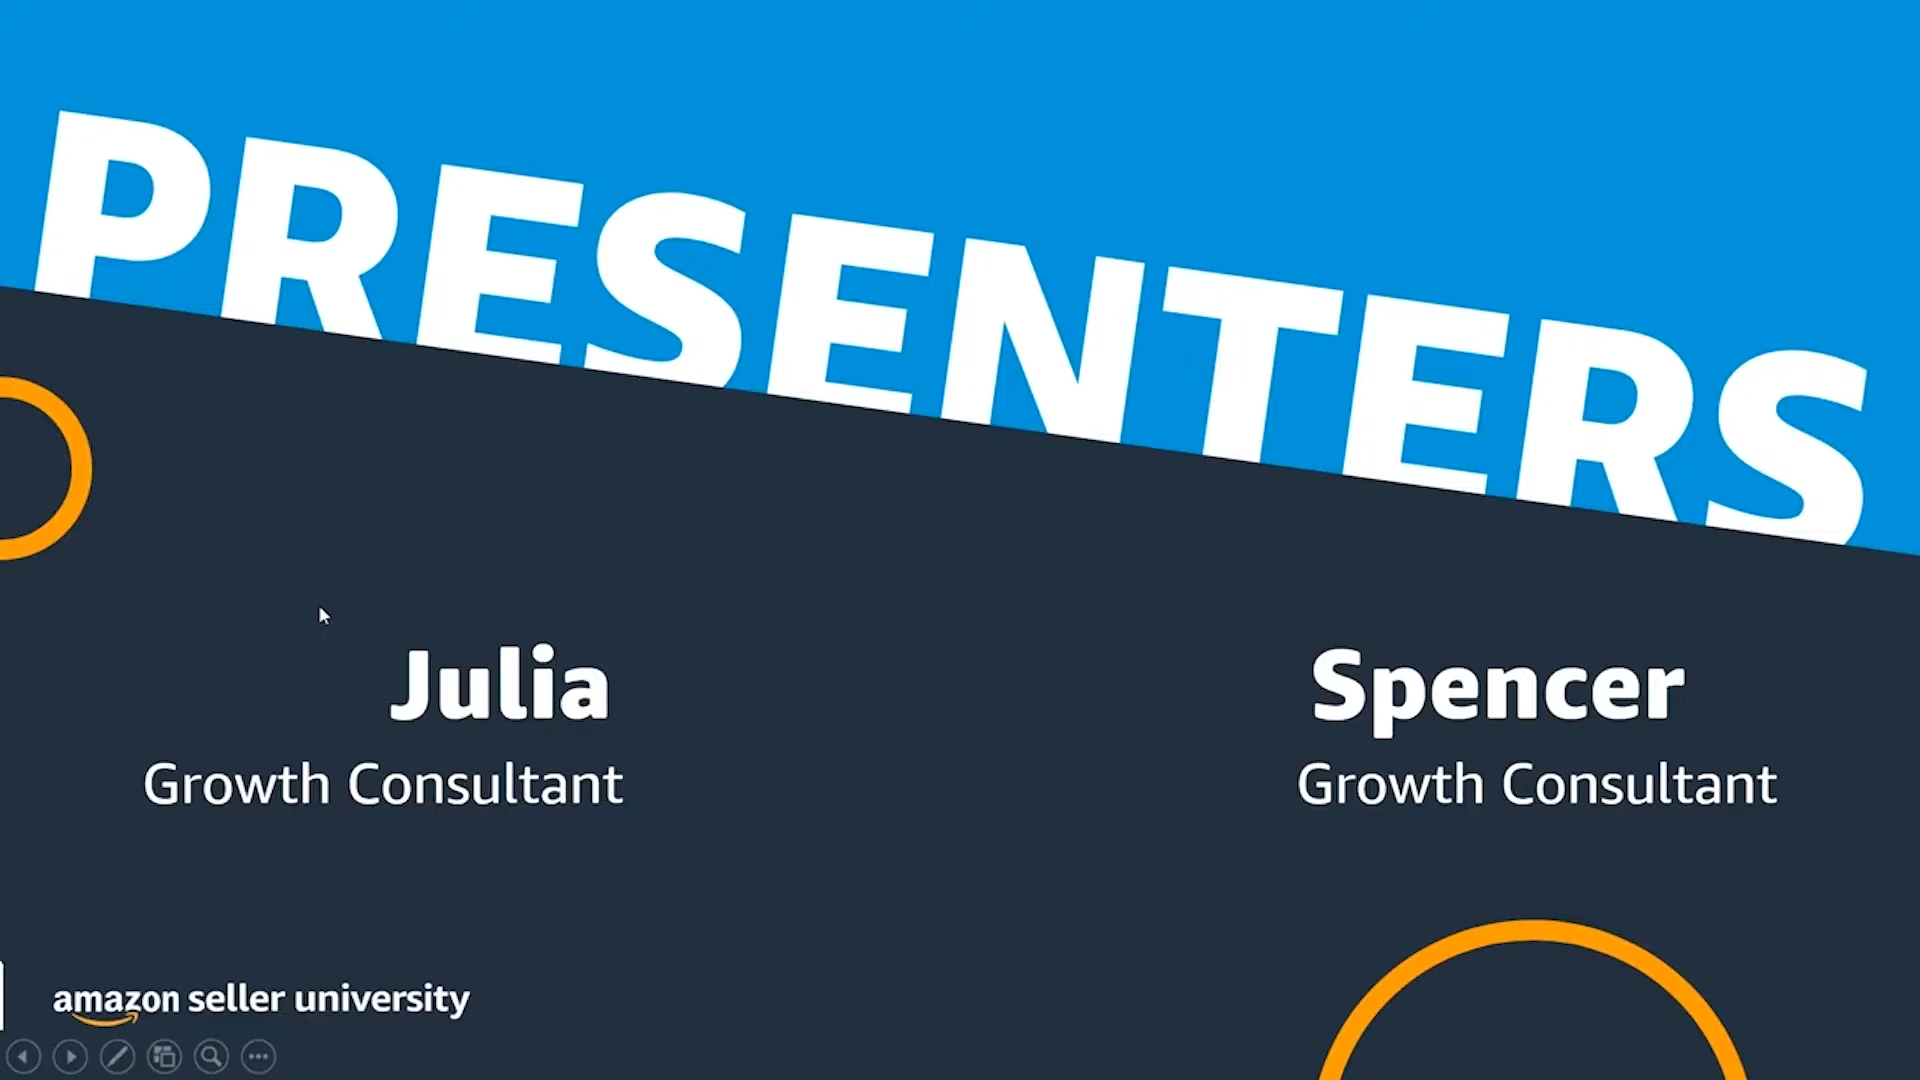 PRESENTERS
Julia
Growth Consultant
Spencer
Growth Consultant
amazon seller university